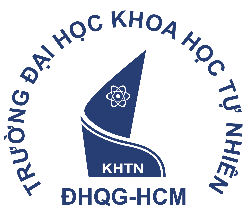 TRƯỜNG ĐẠI HỌC KHOA HỌC TỰ NHIÊN
KHTN
ĐHQG-HCM